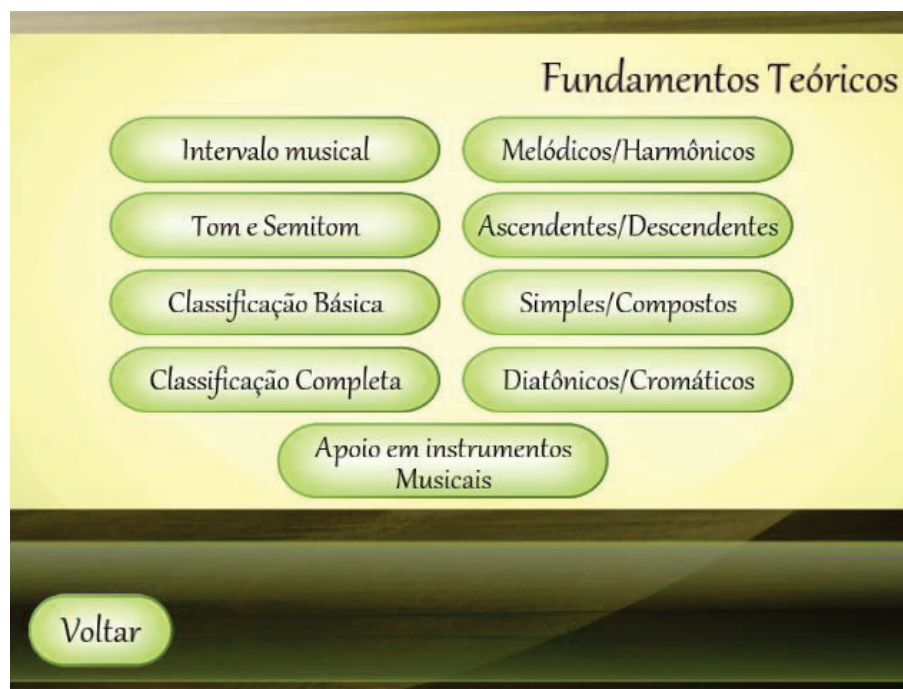 Fundamentos Teóricos
Intervalo musical
Melódicos/Harmônicos
Tom e Semitom
Ascendentes/Descendentes
Classificação Básica
Simples/Compostos
Classificação Completa
Diatônicos/Cromáticos
Apoio em instrumentos
Musicais
Voltar